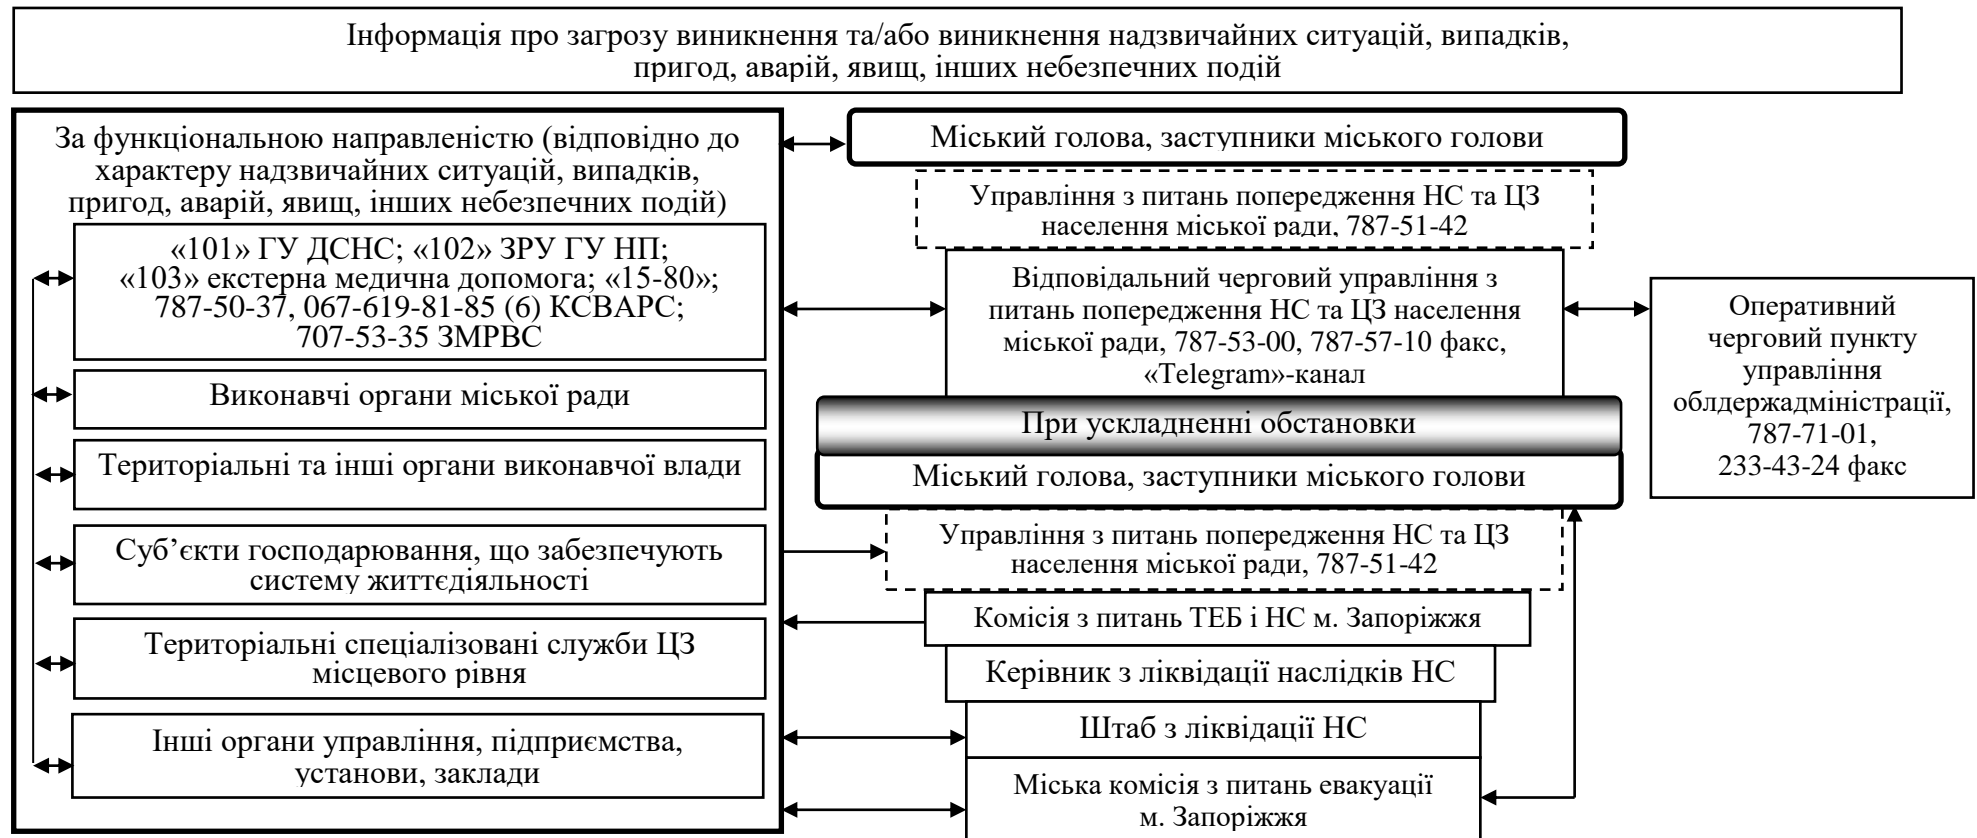 Інформація про загрозу виникнення та/або виникнення надзвичайних ситуацій, випадків,
пригод, аварій, явищ, інших небезпечних подій
За функціональною направленістю (відповідно до
характеру надзвичайних ситуацій, випадків,
пригод, аварій, явищ, інших небезпечних подій)
«101» ГУ ДСНС; «102» ЗРУ ГУ НП;
«103» екстерна медична допомога; «15-80»;
787-50-37, 067-619-81-85 (6) КСВАРС;
707-53-35 ЗМРВС
Виконавчі органи міської ради
Територіальні та інші органи виконавчої влади
Суб’єкти господарювання, що забезпечують
систему життєдіяльності
Територіальні спеціалізовані служби ЦЗ
місцевого рівня
Інші органи управління, підприємства,
установи, заклади
Міський голова, заступники міського голови
Управління з питань попередження НС та ЦЗ
населення міської ради, 787-51-42
Відповідальний черговий управління з
питань попередження НС та ЦЗ населення
міської ради, 787-53-00, 787-57-10 факс,
«Telegram»-канал
При ускладненні обстановки
Міський голова, заступники міського голови
Управління з питань попередження НС та ЦЗ
населення міської ради, 787-51-42
Комісія з питань ТЕБ і НС м. Запоріжжя
Керівник з ліквідації наслідків НС
Штаб з ліквідації НС
Міська комісія з питань евакуації
м. Запоріжжя
Оперативний
черговий пункту
управління
облдержадміністрації,
787-71-01,
233-43-24 факс